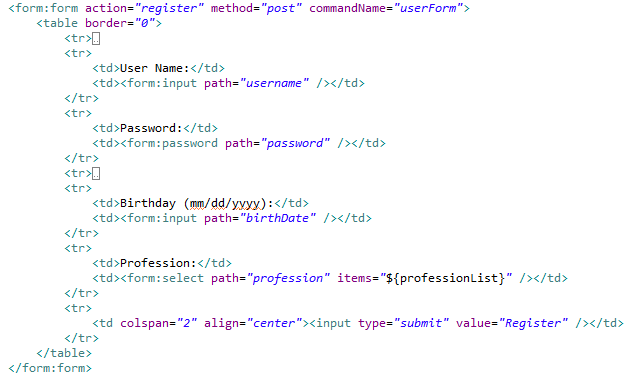 <form:form action="register" method="post" commandName="userForm">
    <table border="0">
        <tr>..
        <tr>
            <td>User Name:</td>
            <td><form:input path="username" /></td>
        </tr>
        <tr>
            <td>Password:</td>
            <td><form:password path="password" /></td>
        </tr>
        <tr>..
        <tr>
            <td>Birthday (mm/dd/yyyy):</td>
            <td><form:input path="birthDate" /></td>
        </tr>
        <tr>
            <td>Profession:</td>
            <td><form:select path="profession" items="${professionList}" /></td>
        </tr>
        <tr>
            <td colspan="2" align="center"><input type="submit" value="Register" /></td>
        </tr>
    </table>
</form:form>